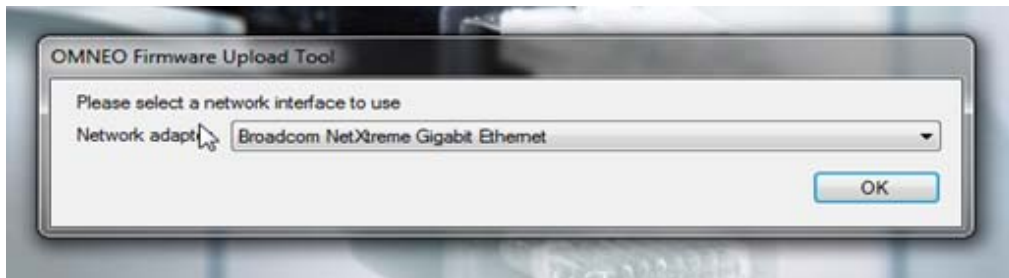 OMNEO Firmware Upload Tool
Please select a network interface to use
Network adapt
Broadcom NetXtreme Gigabit Ethernet
OK